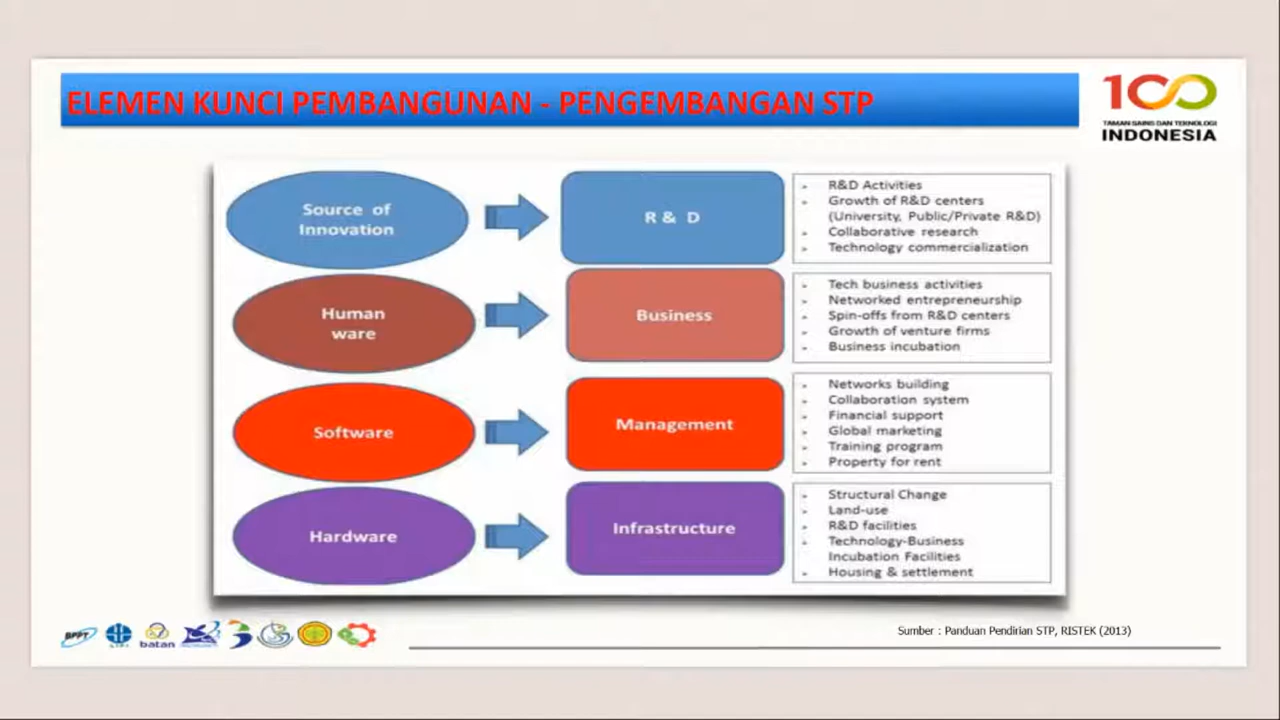 ELEMEN KUNCI PEMBANGUNAN - PENGEMBANGAN STP
100
TAMAN SAINS DAN TEKNOLOGI
INDONESIA
Source of
Innovation
R & D
R&D Activities
Growth of R&D centers
(University, Public/Private R&D)
Collaborative research
Technology commercialization
Human
ware
Business
Tech business activities
Networked entrepreneurship
Spin-offs from R&D centers
Growth of venture firms
Business incubation
Software
Management
Networks building
Collaboration system
Financial support
Global marketing
Training program
Property for rent
Hardware
Infrastructure
Structural Change
Land-use
R&D facilities
Technology-Business
Incubation Facilities
Housing & settlement
BPPT
batan
Sumber : Panduan Pendirian STP, RISTEK (2013)